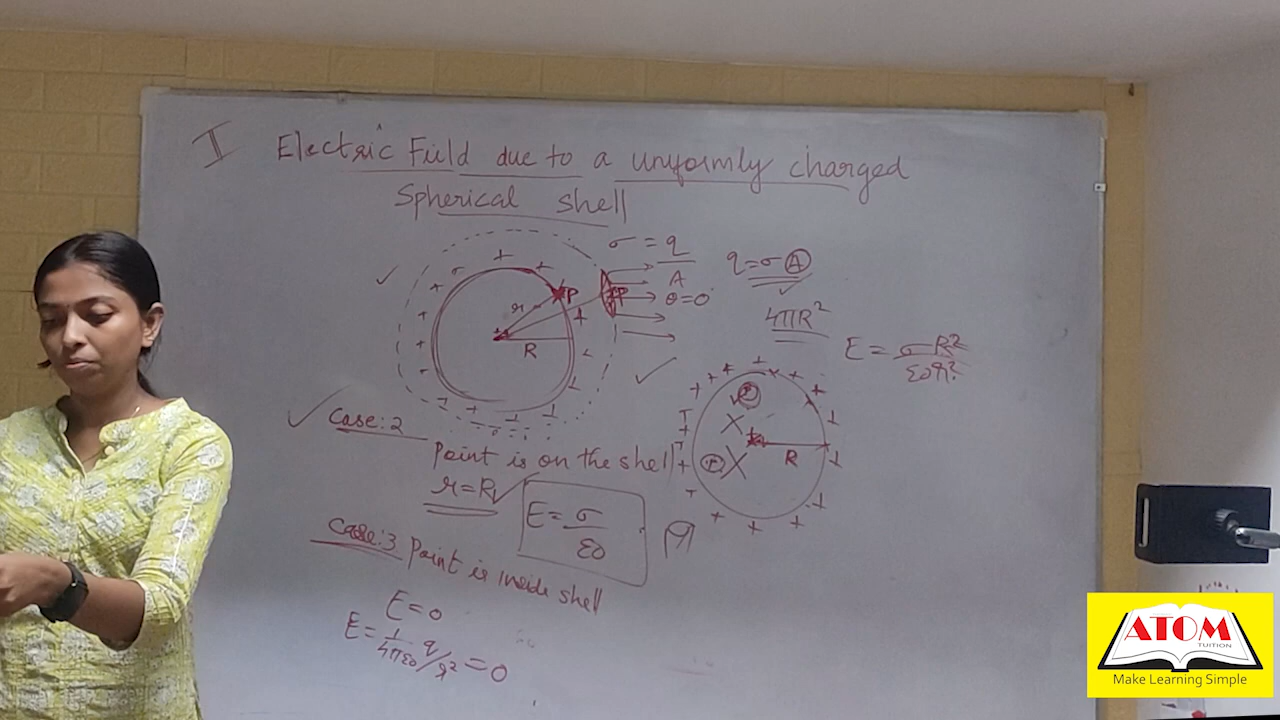 I Electric Field due to a uniformly charged
Spherical shell
σ = q
A
q = σ A
θ = 0
4πR²
E = σR²
ε0r²
P
P
r
R
Case: 2
Point is on the shell
r = R
E = σ
ε0
P
P
R
Case: 3 Point is inside shell
E = 0
E = 1/4πε0 q/r² = 0
ATOM
TUITION
Make Learning Simple